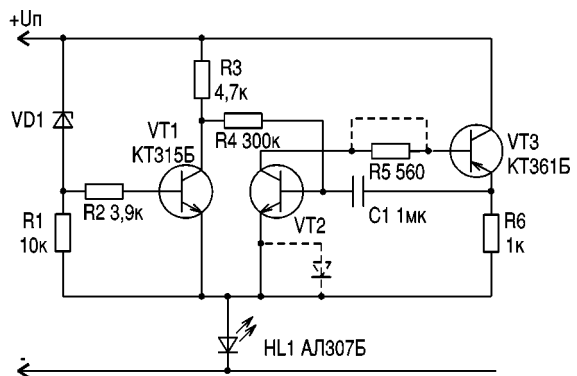 +Uп
R3
4,7к
VD1
VT1
КТ315Б
R4 300к
VT3
КТ361Б
R5 560
R1
10к
R2 3,9к
VT2
C1 1мк
R6
1к
HL1 АЛ307Б
-